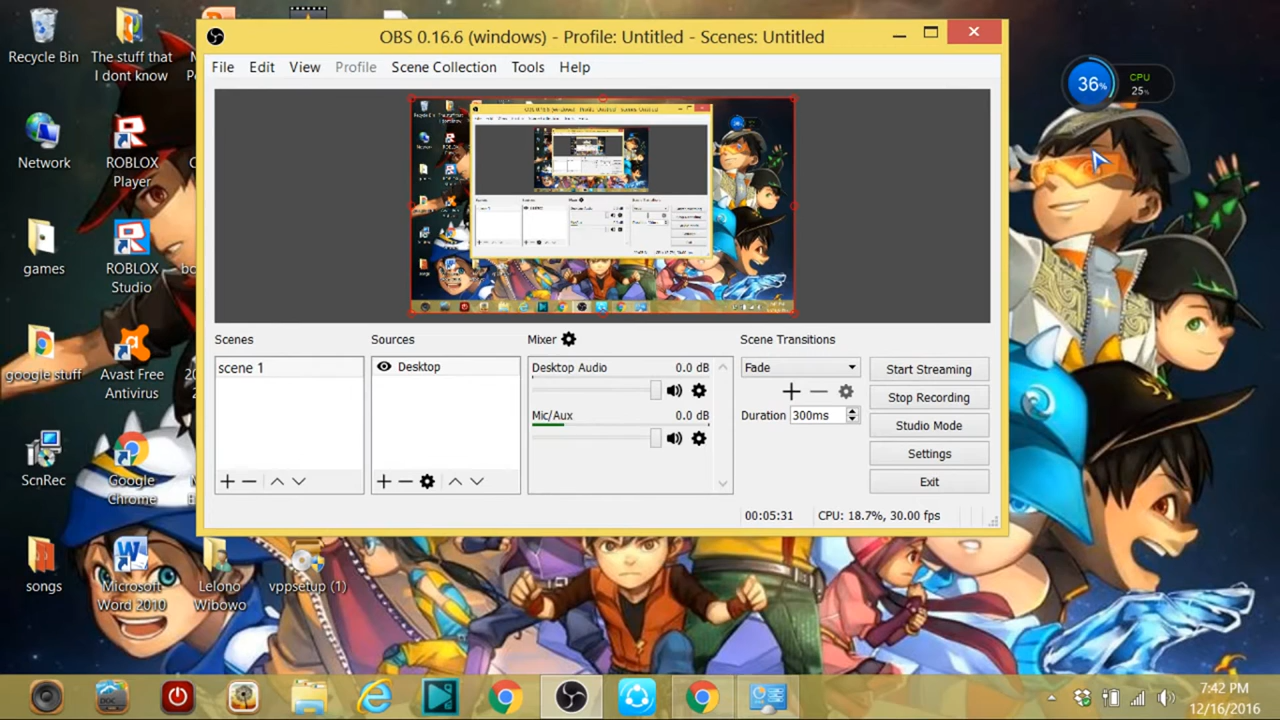 OBS 0.16.6 (windows) - Profile: Untitled - Scenes: Untitled
File Edit View Profile Scene Collection Tools Help
Recycle Bin
The stuff that
I dont know
36%
CPU
25%
Network
ROBLOX
Player
games
ROBLOX
Studio
google stuff
Avast Free
Antivirus
ScnRec
Google
Chrome
songs
Microsoft
Word 2010
Lelono
Wibowo
vppsetup (1)
Scenes
scene 1
Sources
Desktop
Mixer
Desktop Audio 0.0 dB
Mic/Aux 0.0 dB
Scene Transitions
Fade
Duration 300ms
Start Streaming
Stop Recording
Studio Mode
Settings
Exit
00:05:31 CPU: 18.7%, 30.00 fps
DOC
7:42 PM
12/16/2016